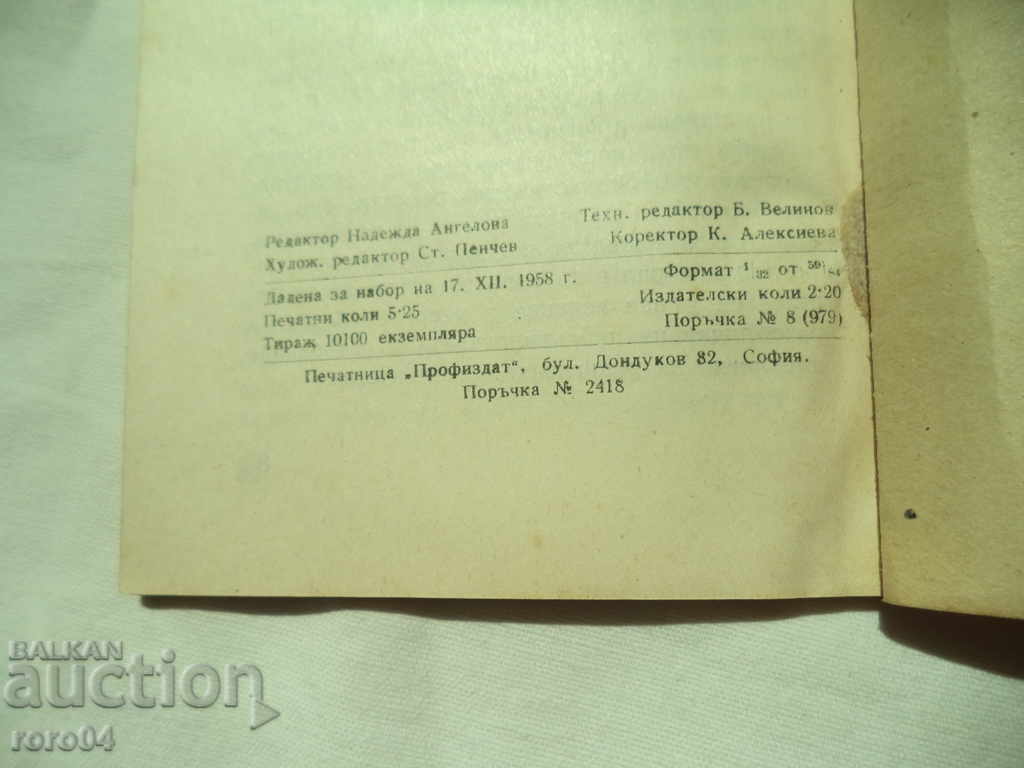 Редактор Надежда Ангелова Техн. редактор Б. Велинов
Худож. редактор Ст. Пенчев Коректор К. Алексиева
Дадена за набор на 17. XII. 1958 г. Формат 1/32 от 59/84
Печатни коли 5·25 Издателски коли 2·20
Тираж 10100 екземпляра Поръчка № 8 (979)
Печатница „Профиздат“, бул. Дондуков 82, София.
Поръчка № 2418
BALKAN
auction
roro04